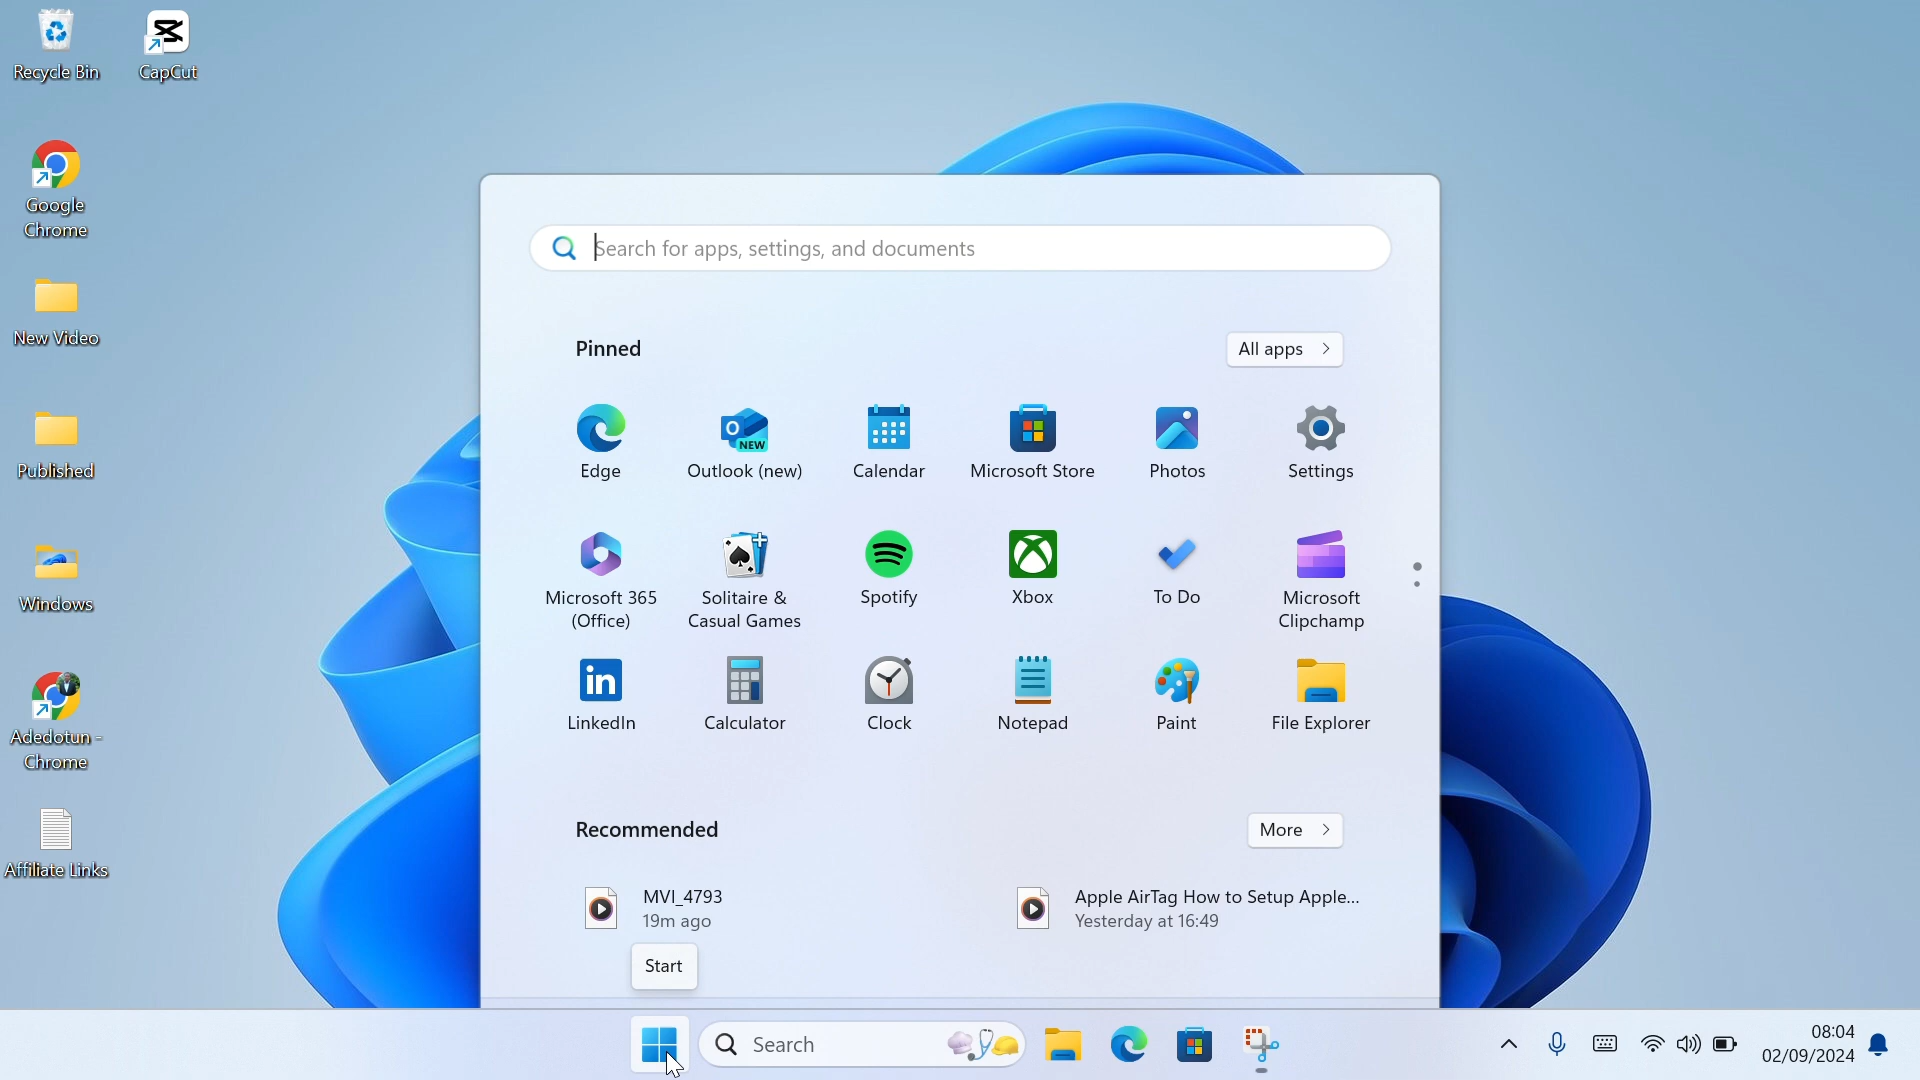 Recycle Bin
CapCut
Google
Chrome
New Video
Published
Windows
Adedotun -
Chrome
Affiliate Links
Search for apps, settings, and documents
Pinned
All apps
Edge
Outlook (new)
Calendar
Microsoft Store
Photos
Settings
NEW
Microsoft 365
(Office)
Solitaire &
Casual Games
Spotify
Xbox
To Do
Microsoft
Clipchamp
LinkedIn
Calculator
Clock
Notepad
Paint
File Explorer
Recommended
More
MVI_4793
19m ago
Apple AirTag How to Setup Apple...
Yesterday at 16:49
Start
Search
08:04
02/09/2024